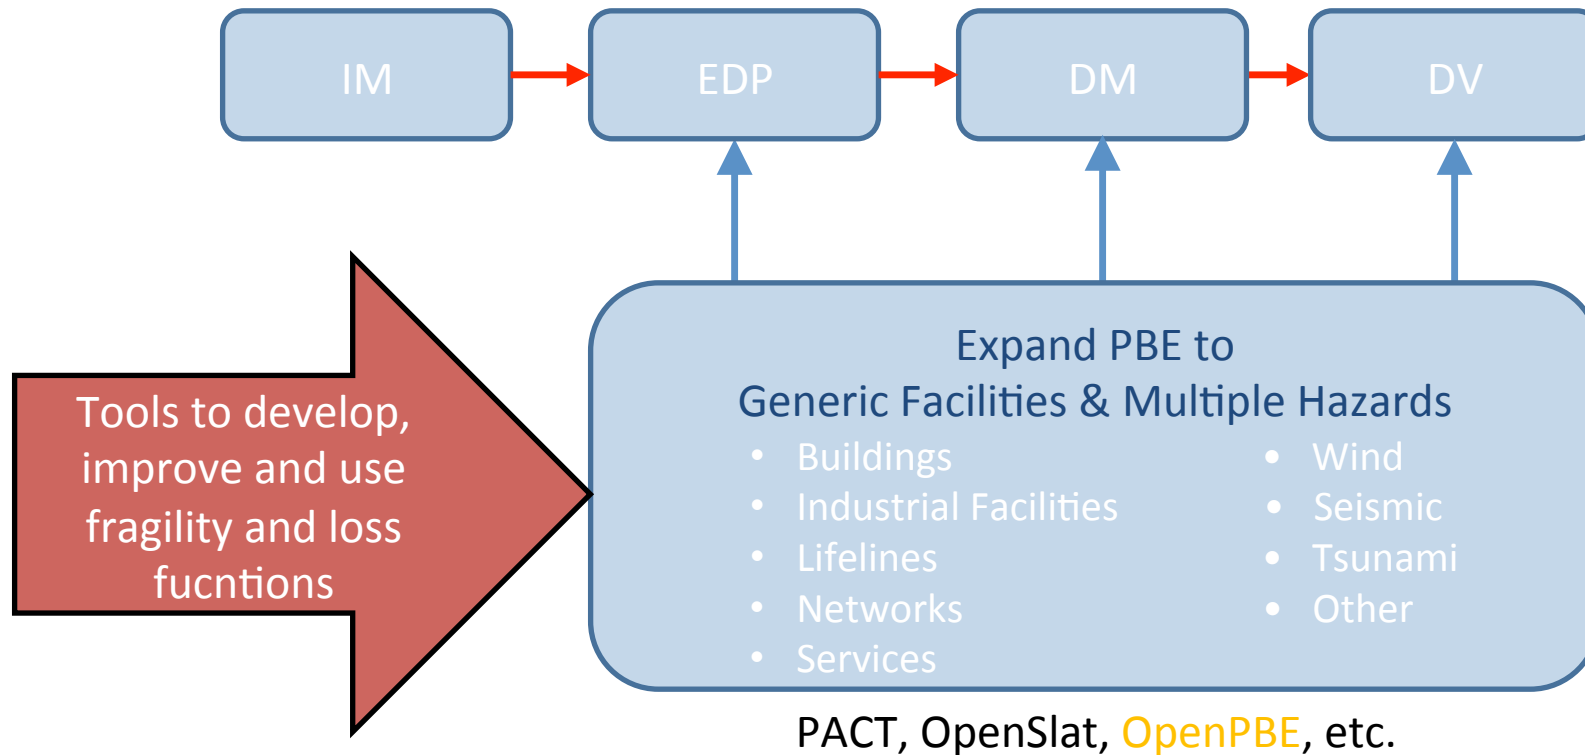 IM
EDP
DM
DV
Tools to develop,
improve and use
fragility and loss
fucntions
Expand PBE to
Generic Facilities & Multiple Hazards
• Buildings
• Industrial Facilities
• Lifelines
• Networks
• Services
• Wind
• Seismic
• Tsunami
• Other
PACT, OpenSlat, OpenPBE, etc.